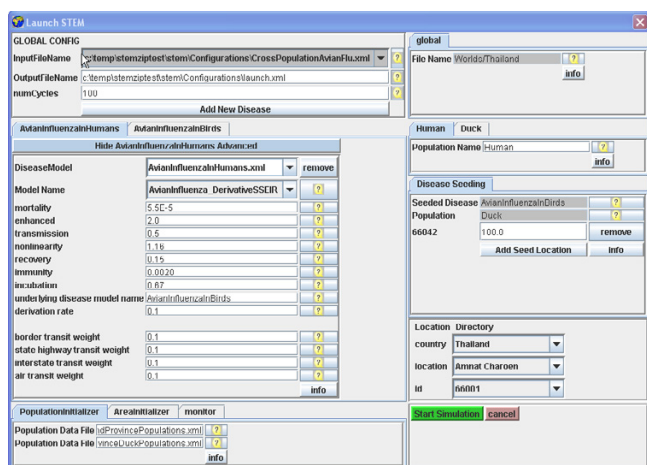 Launch STEM
GLOBAL CONFIG
InputFileName c:\temp\stemziptest\stem\Configurations\CrossPopulationAvianFlu.xml ?
OutputFileName c:\temp\stemziptest\stem\Configurations\launch.xml ?
numCycles 100 ?
Add New Disease
global
File Name Worlds/Thailand ?
info
AvianInfluenzaInHumans AvianInfluenzaInBirds
Hide AvianInfluenzaInHumans Advanced
DiseaseModel AvianInfluenzaInHumans.xml remove
Model Name AvianInfluenza_DerivativeSSEIR ?
mortality 5.5E-5 ?
enhanced 2.0 ?
transmission 0.5 ?
nonlinearity 1.16 ?
recovery 0.15 ?
immunity 0.0020 ?
incubation 0.67 ?
underlying disease model name AvianInfluenzaInBirds ?
derivation rate 0.1 ?
border transit weight 0.1 ?
state highway transit weight 0.1 ?
interstate transit weight 0.1 ?
air transit weight 0.1 ?
info
Human Duck
Population Name Human ?
info
Disease Seeding
Seeded Disease AvianInfluenzaInBirds ?
Population Duck ?
66042 100.0 remove
Add Seed Location info
Location Directory
country Thailand
location Amnat Charoen
id 66001
PopulationInitializer AreaInitializer monitor
Population Data File idProvincePopulations.xml ?
Population Data File vinceDuckPopulations.xml ?
info
Start Simulation cancel